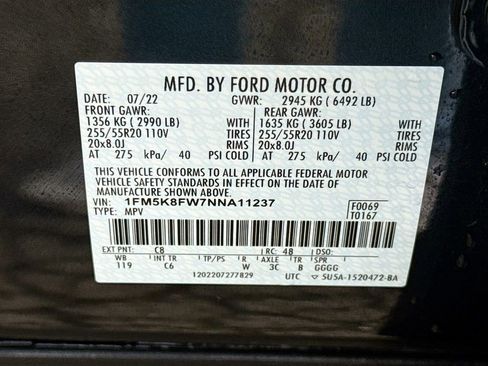 MFD. BY FORD MOTOR CO.
DATE: 07/22 GVWR: 2945 KG ( 6492 LB)
FRONT GAWR: REAR GAWR:
1356 KG ( 2990 LB) WITH 1635 KG ( 3605 LB) WITH
255/55R20 110V TIRES 255/55R20 110V TIRES
20x8.0J RIMS 20x8.0J RIMS
AT 275 kPa/ 40 PSI COLD AT 275 kPa/ 40 PSI COLD
THIS VEHICLE CONFORMS TO ALL APPLICABLE FEDERAL MOTOR
VEHICLE SAFETY AND THEFT PREVENTION STANDARDS IN EFFECT ON THE DATE OF
MANUFACTURE SHOWN ABOVE.
VIN: 1FM5K8FW7NNA11237 F0069
TYPE: MPV T0167
EXT PNT: C8 RC: 48 DSO:
WB INT TR TP/PS R AXLE TR SPR
119 C6 W 3C B GGGG
1202207277829 UTC 5U5A-1520472-BA